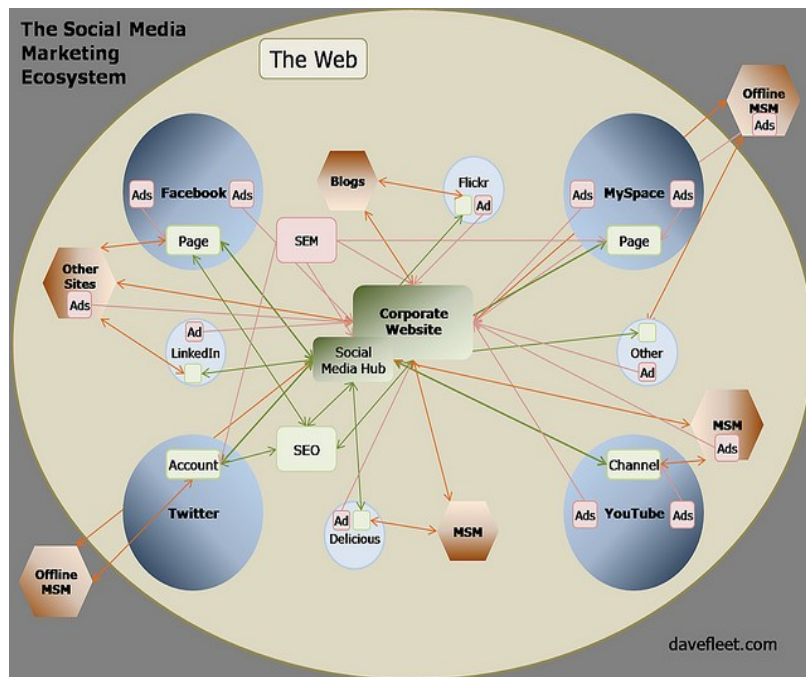 The Social Media
Marketing
Ecosystem
The Web
Offline
MSM
Ads
Ads
Facebook
Ads
Page
Blogs
Flickr
Ad
Ads
MySpace
Ads
Page
SEM
Other
Sites
Ads
Corporate
Website
Social
Media Hub
Ad
LinkedIn
Other
Ad
MSM
Ads
Account
Twitter
SEO
Channel
Ads
YouTube
Ads
Ad
Delicious
MSM
Offline
MSM
davefleet.com